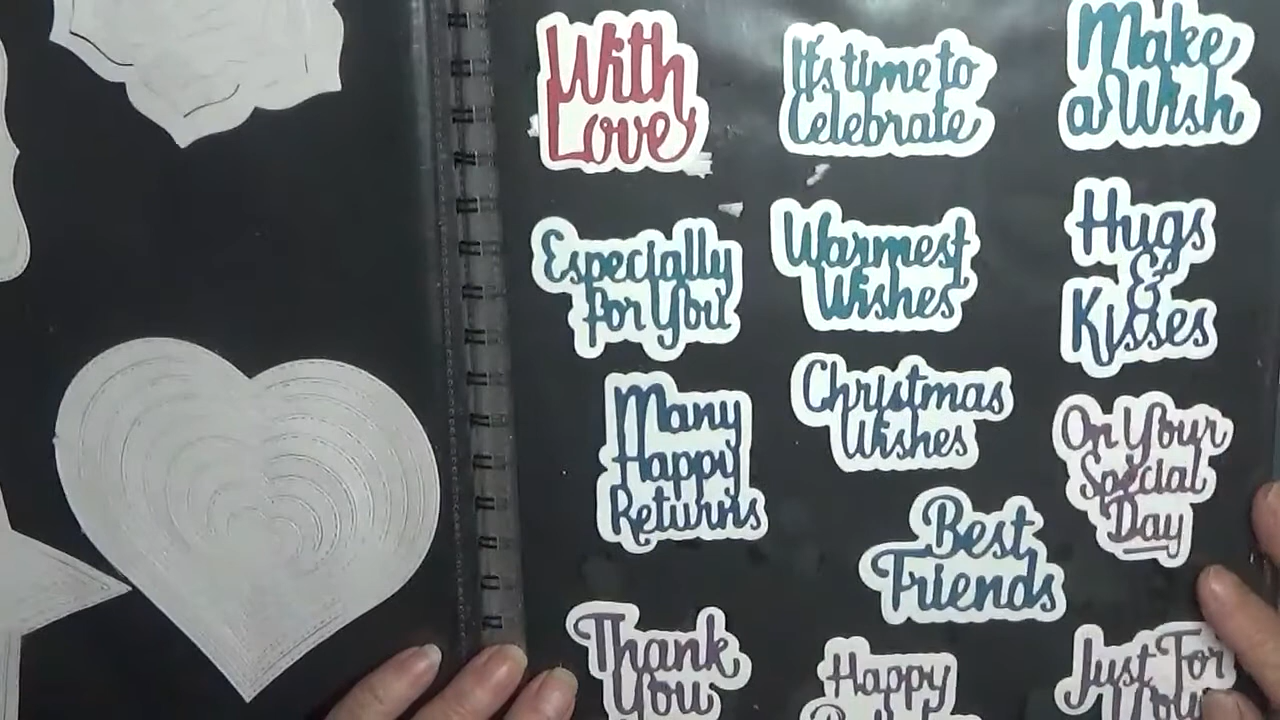 With
Love
It's time to
Celebrate
Make
a Wish
Especially
for You
Warmest
Wishes
Hugs
&
Kisses
Many
Happy
Returns
Christmas
Wishes
On Your
Special
Day
Best
Friends
Thank
You
Happy
Just For
You